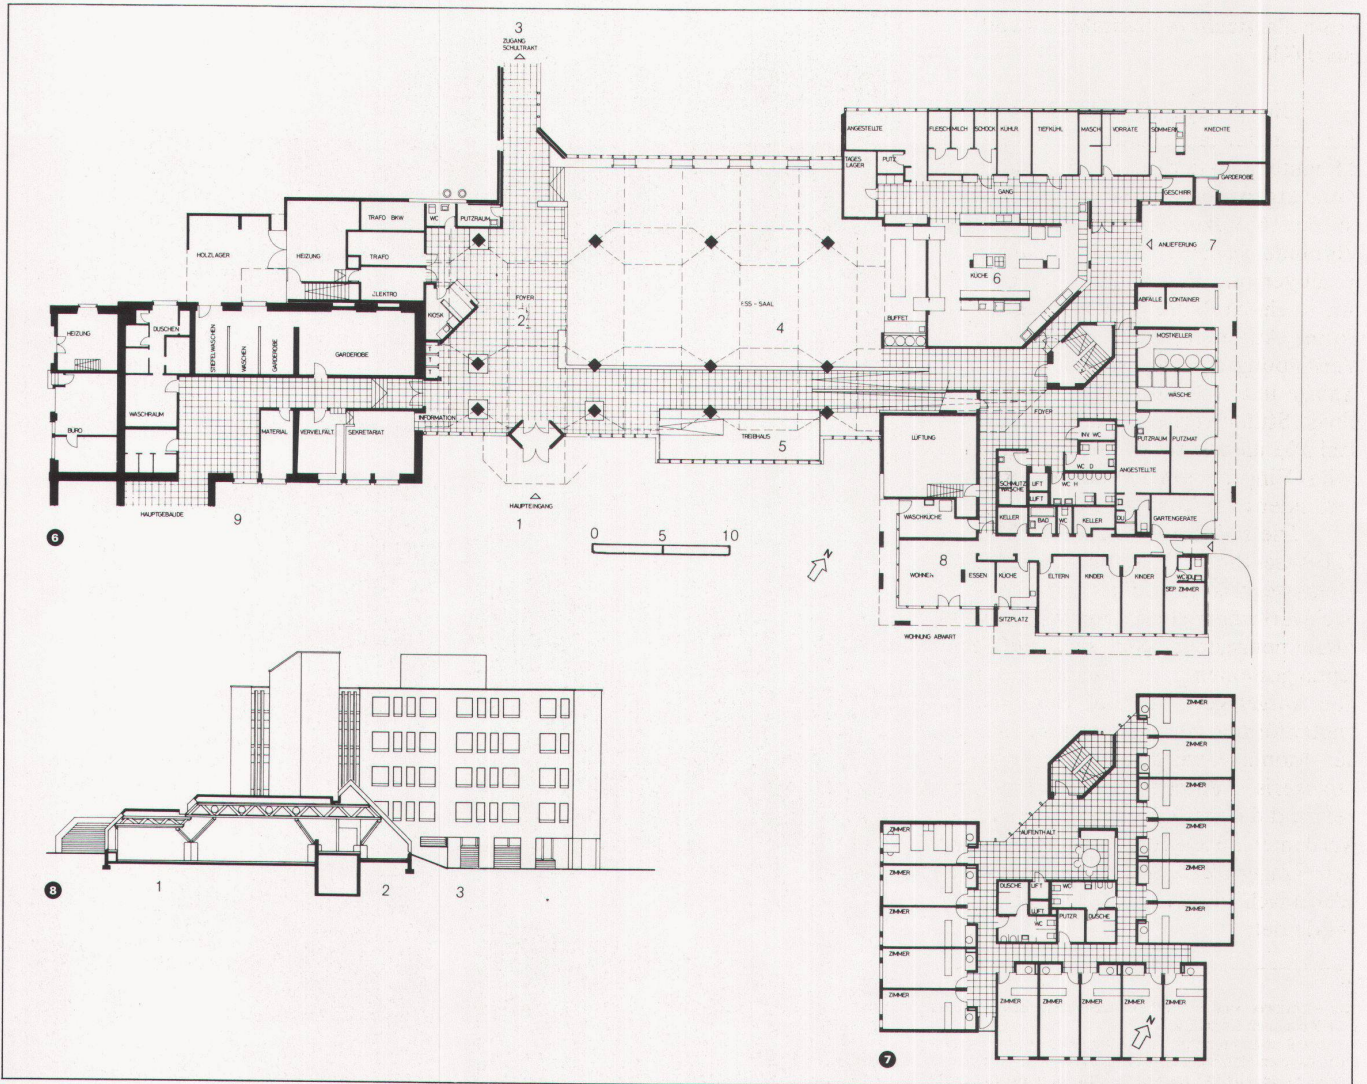 3
ZUGANG
SCHULTRAKT
ANGESTELLTE
FLEISCH
MILCH
SCHOCK
KÜHLR
TIEFKÜHL
MASCH
VORRÄTE
KNECHTE
TAGES
LAGER
PUTZ
GARDEROBE
GANG
GESCHIRR
TRAFO BKW
WC
PUTZRAUM
HOLZLAGER
HEIZUNG
TRAFO
ELEKTRO
ANLIEFERUNG
7
KÜCHE
6
FOYER
2
ESS-SAAL
4
KIOSK
BUFFET
ABFÄLLE
CONTAINER
HEIZUNG
DUSCHEN
STIEFELWASCHEN
WASCHEN
GARDEROBE
GARDEROBE
T
T
T
MOSTKELLER
WÄSCHE
WASCHRAUM
INFORMATION
FOYER
BÜRO
MATERIAL
VERVIELFÄLT
SEKRETARIAT
TREIBHAUS
5
LÜFTUNG
INV WC
PUTZRAUM
PUTZMAT
WC D
ANGESTELLTE
SCHMUTZ
WÄSCHE
LIFT
LIFT
WC H
HAUPTGEBÄUDE
9
HAUPTEINGANG
1
WASCHKÜCHE
KELLER
BAD
WC
KELLER
DU
GARTENGERÄTE
6
0
5
10
N
8
WOHNEN
ESSEN
KÜCHE
ELTERN
KINDER
KINDER
WC/DU
SEP ZIMMER
SITZPLATZ
WOHNUNG ABWART
8
1
2
3
ZIMMER
ZIMMER
ZIMMER
ZIMMER
ZIMMER
ZIMMER
ZIMMER
ZIMMER
ZIMMER
ZIMMER
ZIMMER
AUFENTHALT
DUSCHE
LIFT
WC
LIFT
WC
PUTZR
DUSCHE
ZIMMER
ZIMMER
ZIMMER
ZIMMER
ZIMMER
N
7